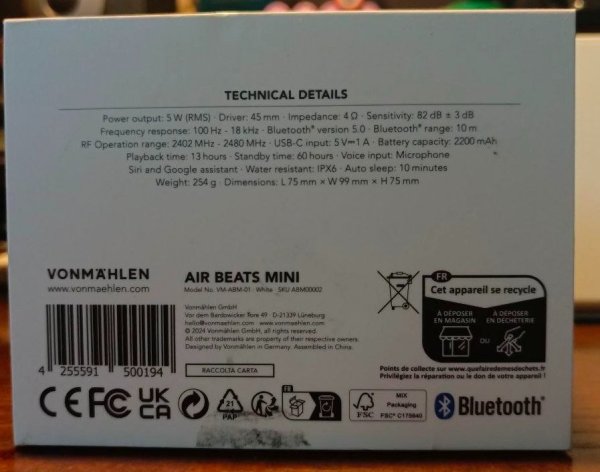 TECHNICAL DETAILS
Power output: 5 W (RMS) · Driver: 45 mm · Impedance: 4 Ω · Sensitivity: 82 dB ± 3 dB
Frequency response: 100 Hz - 18 kHz · Bluetooth® version 5.0 · Bluetooth® range: 10 m
RF Operation range: 2402 MHz - 2480 MHz · USB-C input: 5 V⎓1 A · Battery capacity: 2200 mAh
Playback time: 13 hours · Standby time: 60 hours · Voice input: Microphone
Siri and Google assistant · Water resistant: IPX6 · Auto sleep: 10 minutes
Weight: 254 g · Dimensions: L 75 mm × W 99 mm × H 75 mm
VONMÄHLEN
www.vonmaehlen.com
4 255591 500194
AIR BEATS MINI
Model No. VM-ABM-01 · White · SKU ABM00002
Vonmählen GmbH
Vor dem Bardowicker Tore 49 · D-21339 Lüneburg
hello@vonmaehlen.com · www.vonmaehlen.com
© 2024 Vonmählen GmbH, all rights reserved.
All other trademarks are property of their respective owners.
Designed by Vonmählen in Germany. Assembled in China.
RACCOLTA CARTA
FR
Cet appareil se recycle
À DÉPOSER
EN MAGASIN
OU
À DÉPOSER
EN DÉCHÈTERIE
Points de collecte sur www.quefairedemesdechets.fr
Privilégiez la réparation ou le don de votre appareil!
CE FC UK
CA
21
PAP
FR
FSC
MIX
Packaging
FSC® C175840
Bluetooth®